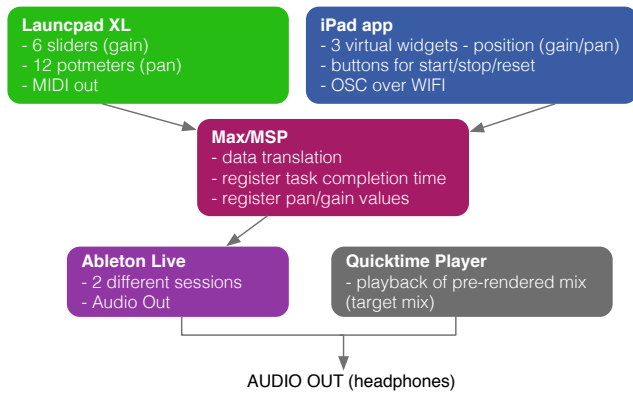 Launcpad XL
- 6 sliders (gain)
- 12 potmeters (pan)
- MIDI out
iPad app
- 3 virtual widgets - position (gain/pan)
- buttons for start/stop/reset
- OSC over WIFI
Max/MSP
- data translation
- register task completion time
- register pan/gain values
Ableton Live
- 2 different sessions
- Audio Out
Quicktime Player
- playback of pre-rendered mix
(target mix)
AUDIO OUT (headphones)